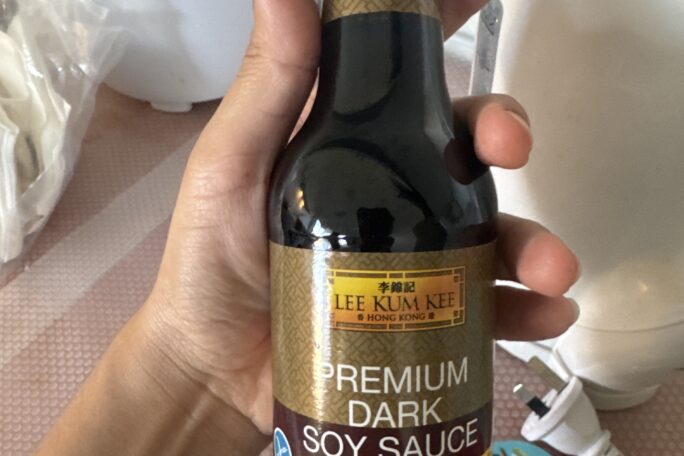 李錦記
LEE KUM KEE
香 HONG KONG 港
PREMIUM
DARK
SOY SAUCE